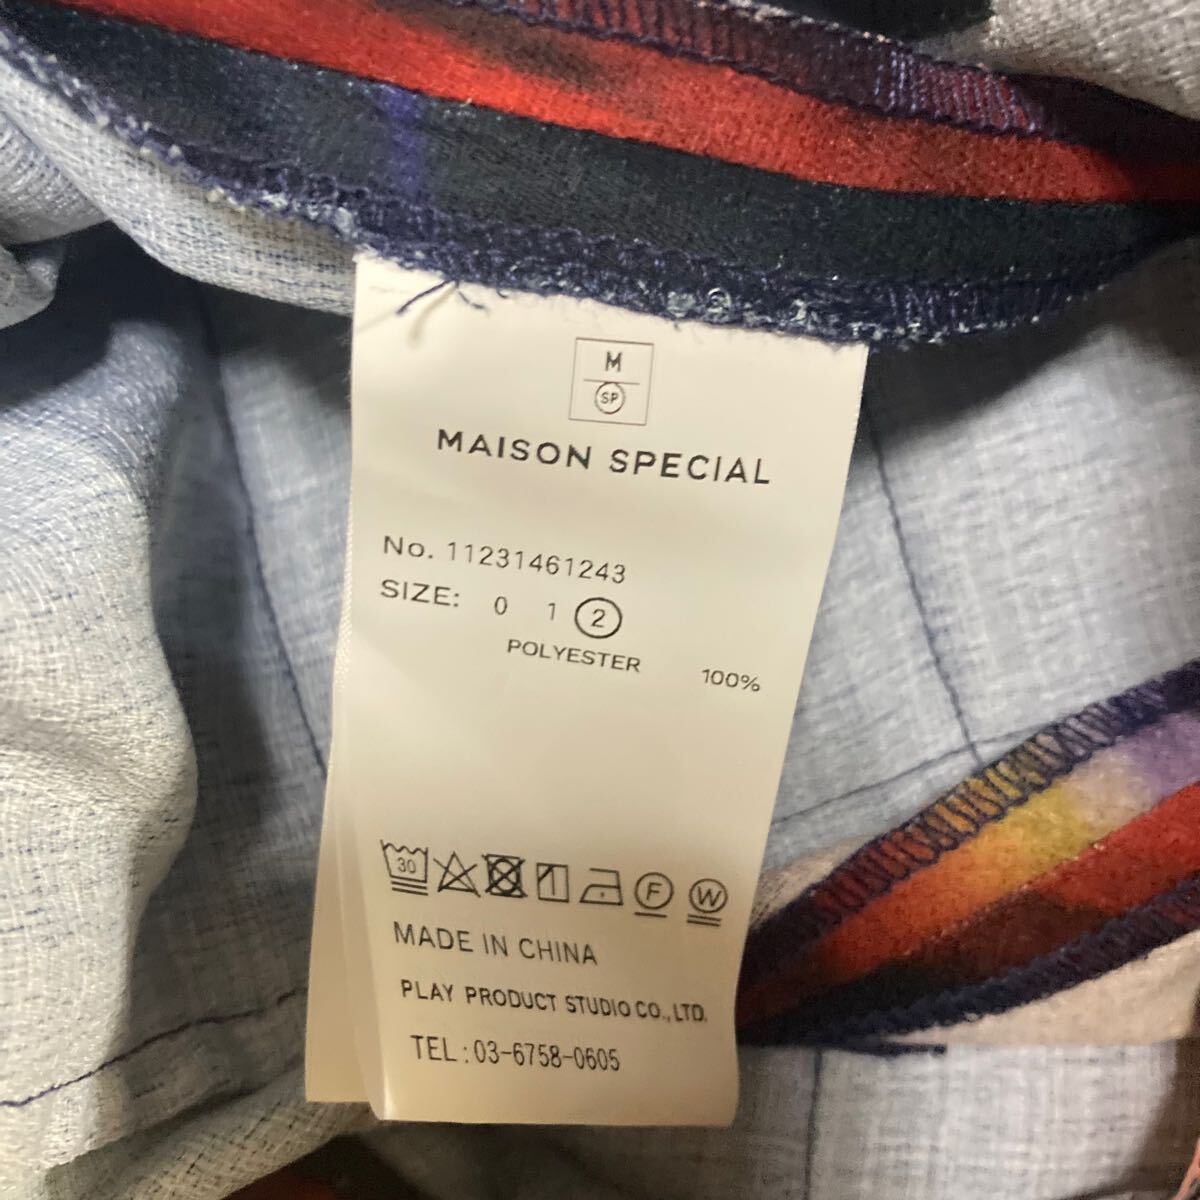 M
SP
MAISON SPECIAL
No. 11231461243
SIZE: 0 1 2
POLYESTER 100%
30 F W
MADE IN CHINA
PLAY PRODUCT STUDIO CO.,LTD.
TEL:03-6758-0605